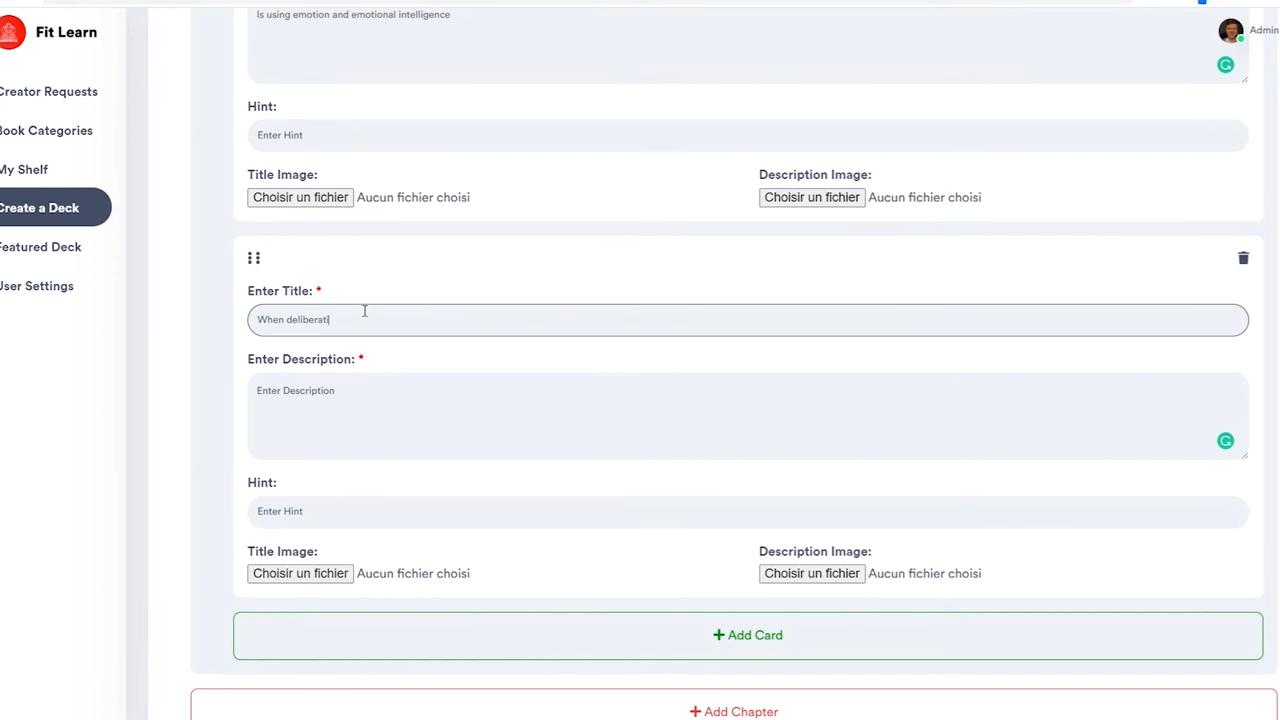 Is using emotion and emotional intelligence
Fit Learn
Admin
Creator Requests
Hint:
Book Categories
Enter Hint
My Shelf
Title Image:
Description Image:
Choisir un fichier Aucun fichier choisi
Choisir un fichier Aucun fichier choisi
Create a Deck
Featured Deck
User Settings
Enter Title: *
When deliberati
Enter Description: *
Enter Description
Hint:
Enter Hint
Title Image:
Description Image:
Choisir un fichier Aucun fichier choisi
Choisir un fichier Aucun fichier choisi
+ Add Card
+ Add Chapter